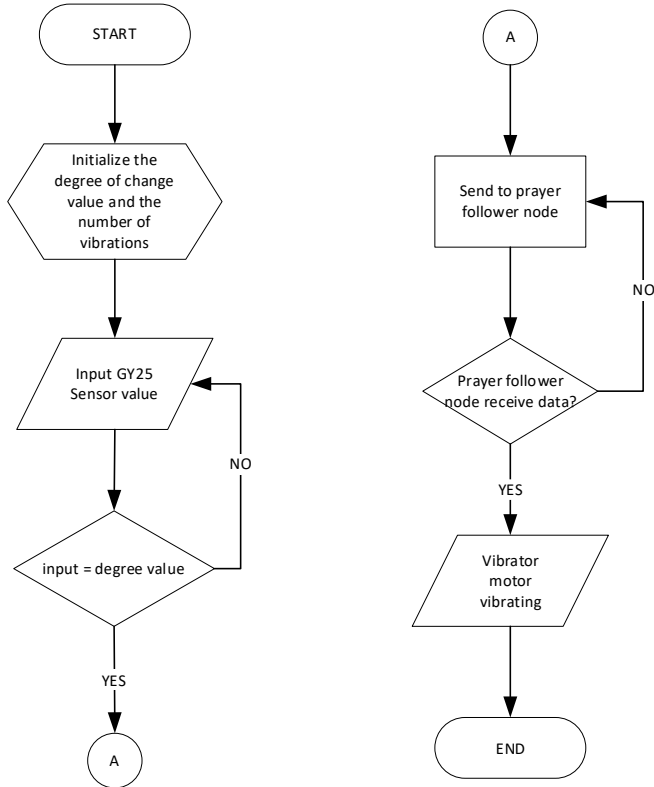 START
Initialize the
degree of change
value and the
number of
vibrations
Input GY25
Sensor value
NO
input = degree value
YES
A
A
Send to prayer
follower node
NO
Prayer follower
node receive data?
YES
Vibrator
motor
vibrating
END